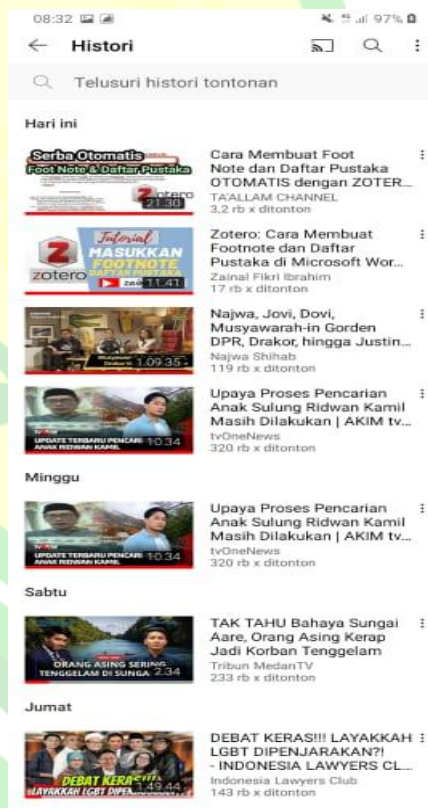 08:32 97%
Histori
Telusuri histori tontonan
Hari ini
Serba Otomatis
Foot Note & Daftar Pustaka
21.30
Cara Membuat Foot
Note dan Daftar Pustaka
OTOMATIS dengan ZOTER...
TA'ALLAM CHANNEL
3,2 rb x ditonton
Tutorial
MASUKKAN
FOOTNOTE
DAFTAR PUSTAKA
zotero
11.41
Zotero: Cara Membuat
Footnote dan Daftar
Pustaka di Microsoft Wor...
Zainal Fikri Ibrahim
17 rb x ditonton
1.09.35
Najwa, Jovi, Dovi,
Musyawarah-in Gorden
DPR, Drakor, hingga Justin...
Najwa Shihab
119 rb x ditonton
UPDATE TERBARU PENCARI
ANAK RIDWAN KAMIL
10.34
Upaya Proses Pencarian
Anak Sulung Ridwan Kamil
Masih Dilakukan | AKIM tv...
tvOneNews
320 rb x ditonton
Minggu
UPDATE TERBARU PENCARI
ANAK RIDWAN KAMIL
10.34
Upaya Proses Pencarian
Anak Sulung Ridwan Kamil
Masih Dilakukan | AKIM tv...
tvOneNews
320 rb x ditonton
Sabtu
ORANG ASING SERING
TENGGELAM DI SUNGA
2.34
TAK TAHU Bahaya Sungai
Aare, Orang Asing Kerap
Jadi Korban Tenggelam
Tribun MedanTV
233 rb x ditonton
Jumat
DEBAT KERAS!!!
LAYAKKAH LGBT DIPEN
1.49.44
DEBAT KERAS!!! LAYAKKAH
LGBT DIPENJARAKAN?!
- INDONESIA LAWYERS CL...
Indonesia Lawyers Club
143 rb x ditonton